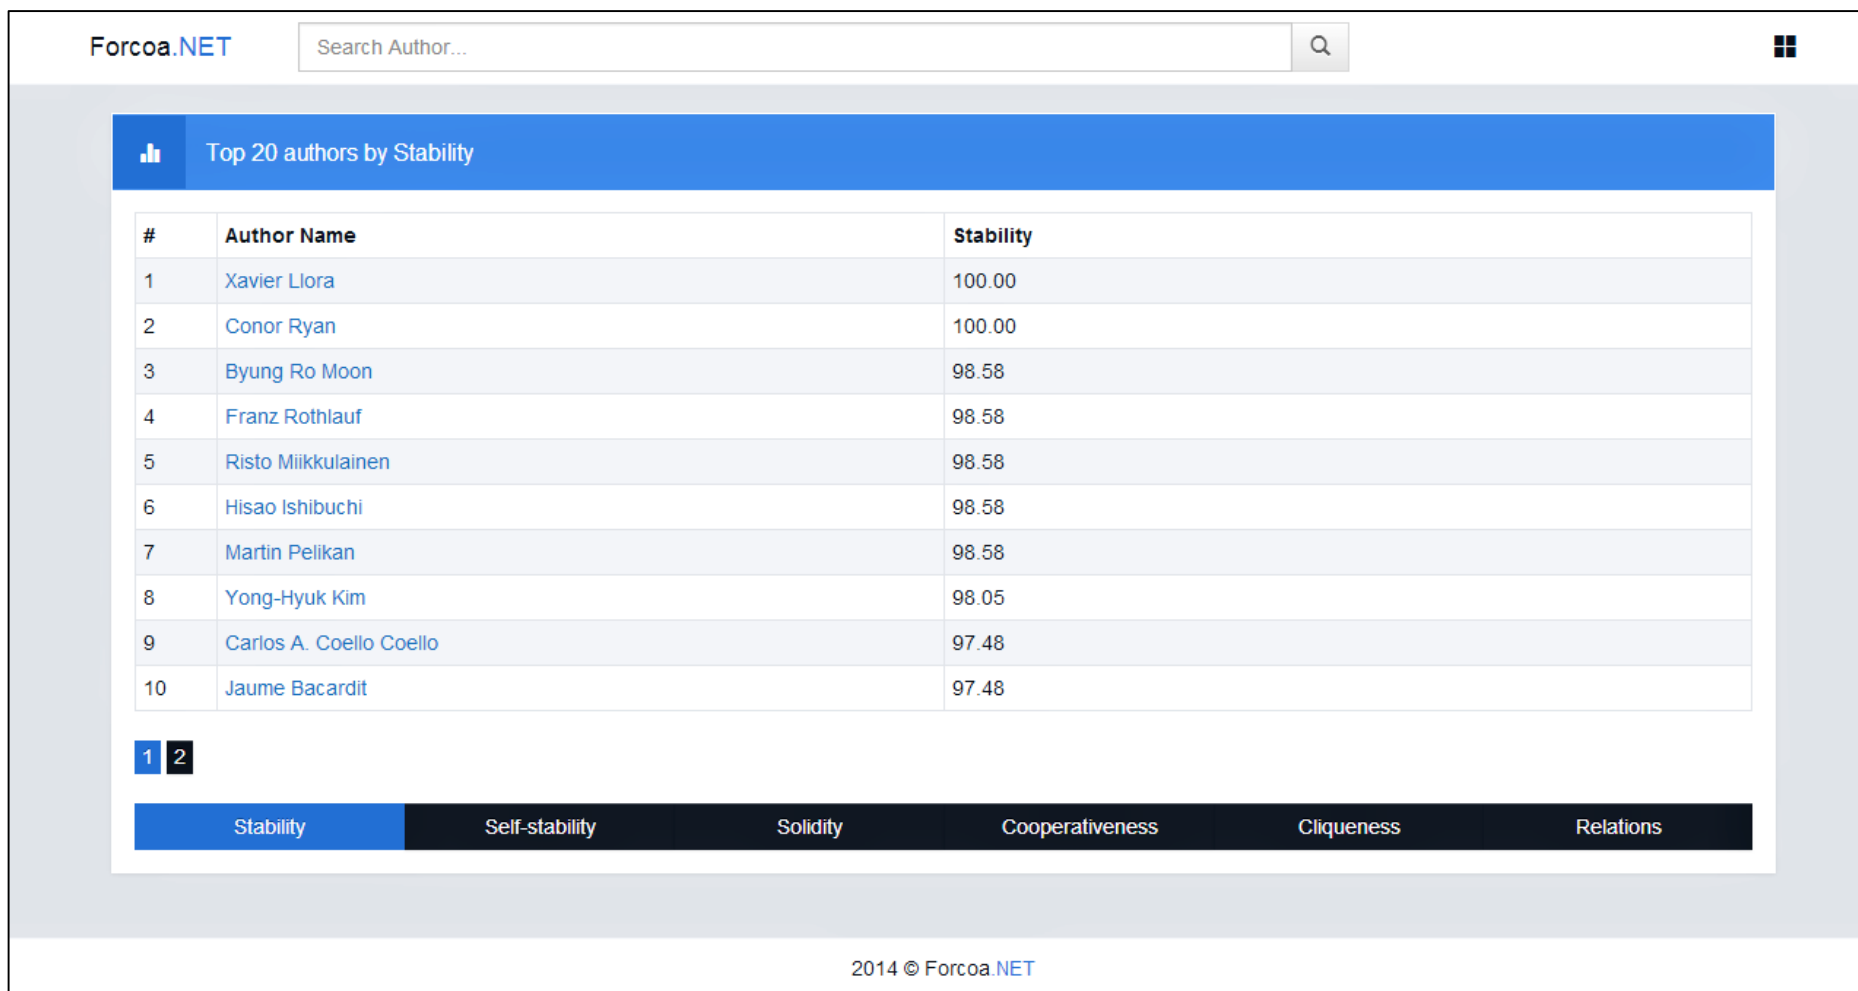 Forcoa.NET Search Author...
Top 20 authors by Stability
# Author Name Stability
1 Xavier Llora 100.00
2 Conor Ryan 100.00
3 Byung Ro Moon 98.58
4 Franz Rothlauf 98.58
5 Risto Miikkulainen 98.58
6 Hisao Ishibuchi 98.58
7 Martin Pelikan 98.58
8 Yong-Hyuk Kim 98.05
9 Carlos A. Coello Coello 97.48
10 Jaume Bacardit 97.48
1 2
Stability Self-stability Solidity Cooperativeness Cliqueness Relations
2014 © Forcoa.NET